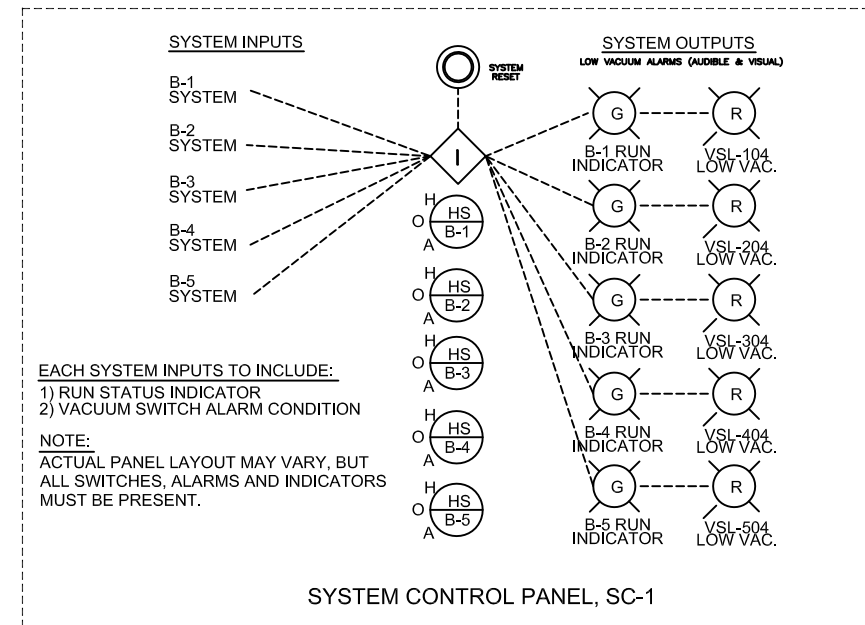 SYSTEM INPUTS
B-1
SYSTEM
B-2
SYSTEM
B-3
SYSTEM
B-4
SYSTEM
B-5
SYSTEM
EACH SYSTEM INPUTS TO INCLUDE:
1) RUN STATUS INDICATOR
2) VACUUM SWITCH ALARM CONDITION
NOTE:
ACTUAL PANEL LAYOUT MAY VARY, BUT
ALL SWITCHES, ALARMS AND INDICATORS
MUST BE PRESENT.
SYSTEM
RESET
I
H
O
A
HS
B-1
H
O
A
HS
B-2
H
O
A
HS
B-3
H
O
A
HS
B-4
H
O
A
HS
B-5
SYSTEM OUTPUTS
LOW VACUUM ALARMS (AUDIBLE & VISUAL)
G
B-1 RUN
INDICATOR
R
VSL-104
LOW VAC.
G
B-2 RUN
INDICATOR
R
VSL-204
LOW VAC.
G
B-3 RUN
INDICATOR
R
VSL-304
LOW VAC.
G
B-4 RUN
INDICATOR
R
VSL-404
LOW VAC.
G
B-5 RUN
INDICATOR
R
VSL-504
LOW VAC.
SYSTEM CONTROL PANEL, SC-1